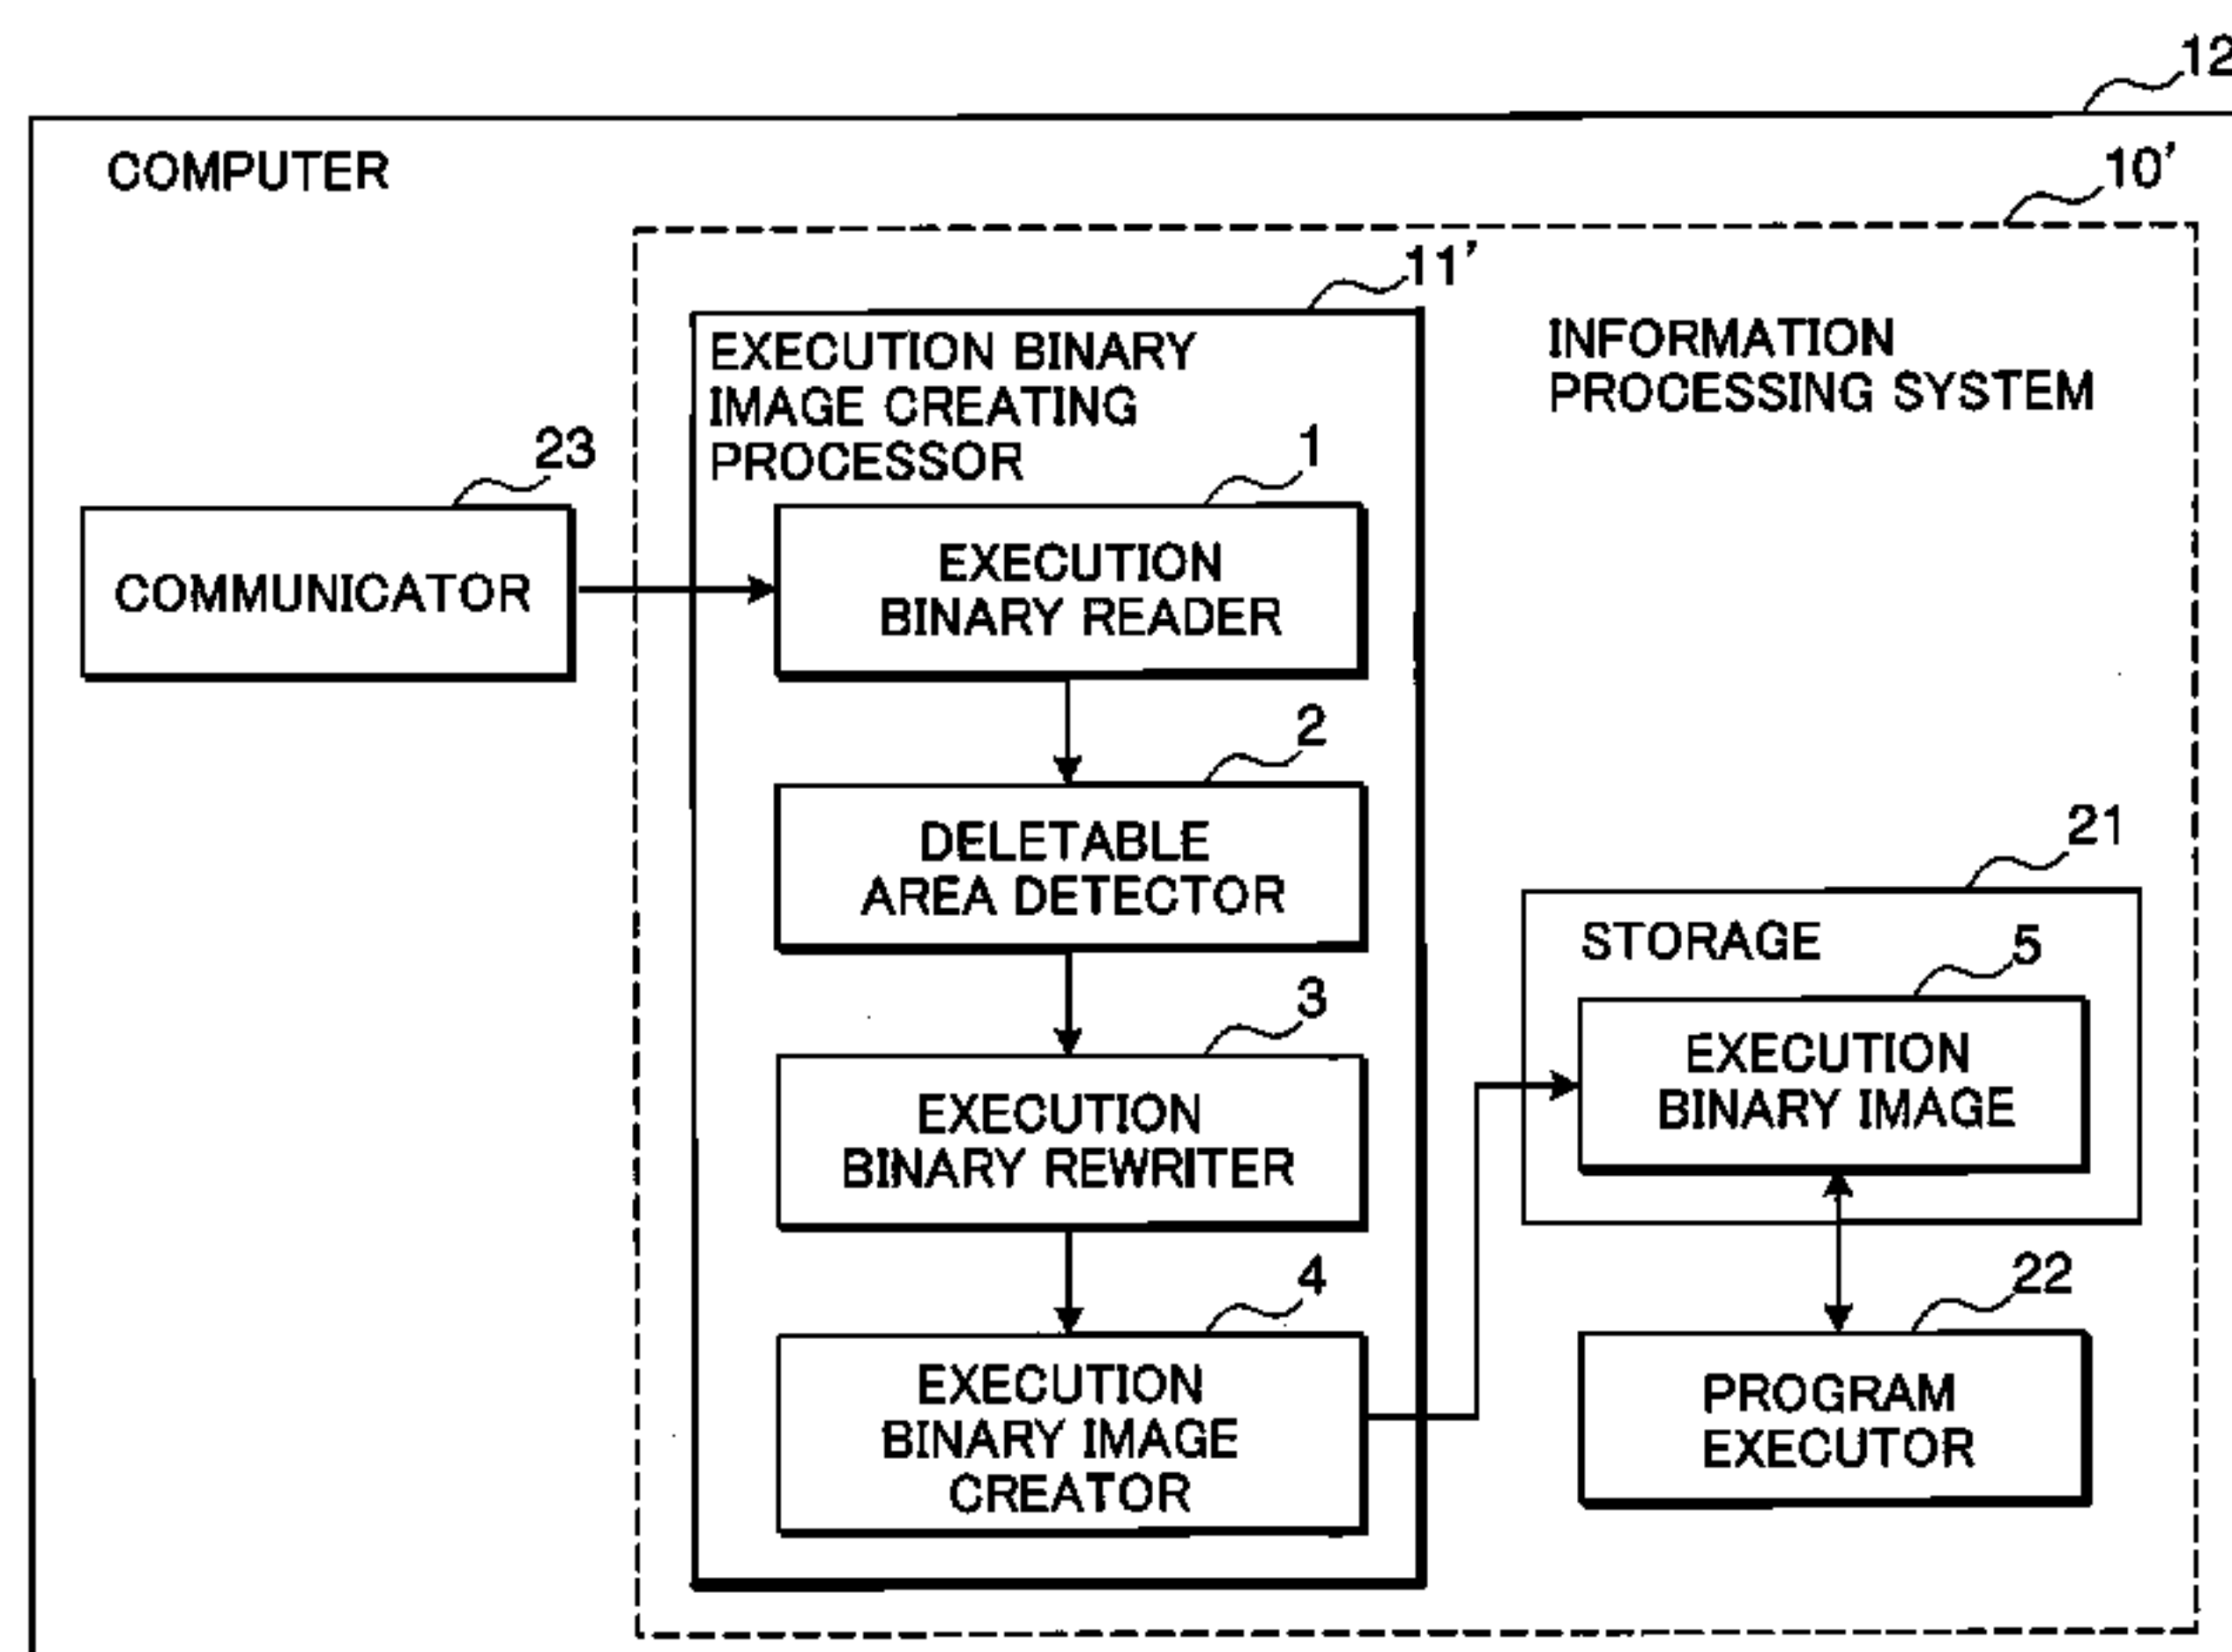 12
COMPUTER
10'
11'
EXECUTION BINARY
IMAGE CREATING
PROCESSOR
INFORMATION
PROCESSING SYSTEM
23
COMMUNICATOR
1
EXECUTION
BINARY READER
2
DELETABLE
AREA DETECTOR
21
STORAGE
5
EXECUTION
BINARY IMAGE
3
EXECUTION
BINARY REWRITER
4
EXECUTION
BINARY IMAGE
CREATOR
22
PROGRAM
EXECUTOR